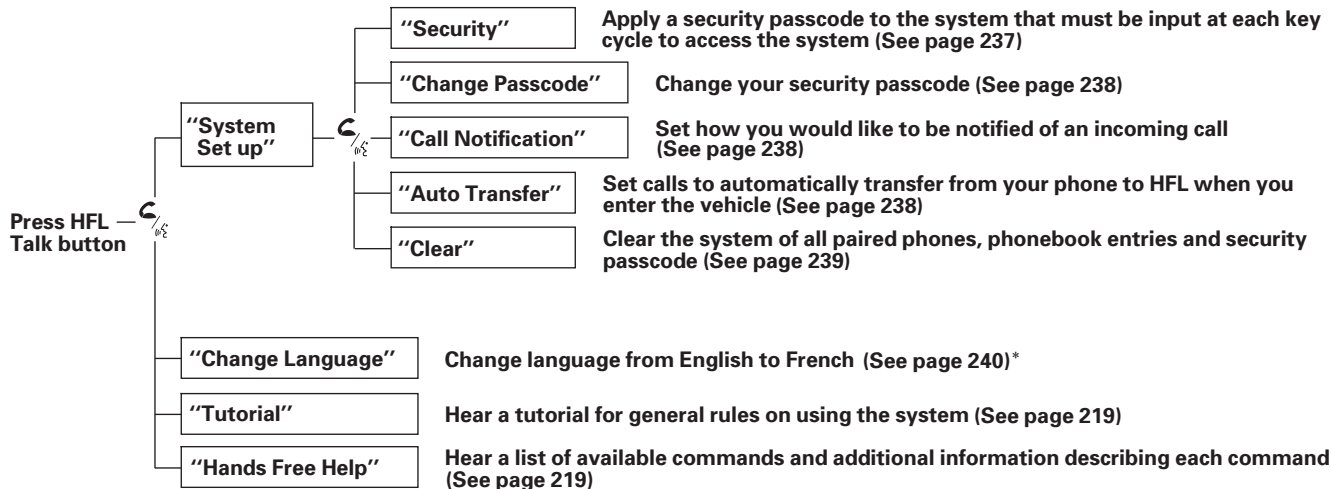 Press HFL
Talk button
"System
Set up"
"Security"
Apply a security passcode to the system that must be input at each key
cycle to access the system (See page 237)
"Change Passcode"
Change your security passcode (See page 238)
"Call Notification"
Set how you would like to be notified of an incoming call
(See page 238)
"Auto Transfer"
Set calls to automatically transfer from your phone to HFL when you
enter the vehicle (See page 238)
"Clear"
Clear the system of all paired phones, phonebook entries and security
passcode (See page 239)
"Change Language"
Change language from English to French (See page 240)*
"Tutorial"
Hear a tutorial for general rules on using the system (See page 219)
"Hands Free Help"
Hear a list of available commands and additional information describing each command
(See page 219)